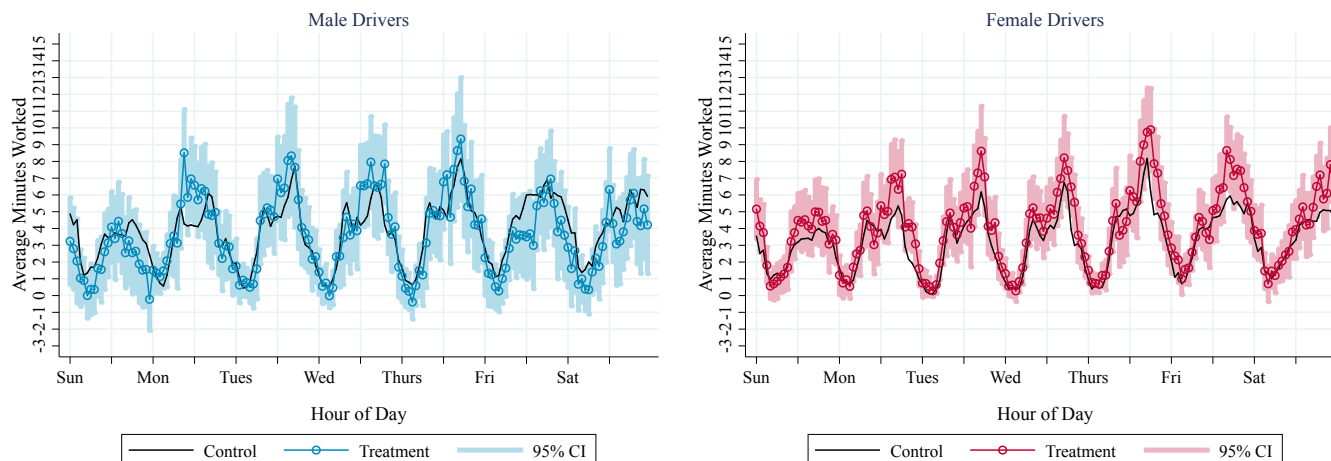 Male Drivers
Average Minutes Worked
-3 -2 -1 0 1 2 3 4 5 6 7 8 9 10 11 12 13 14 15
Sun Mon Tues Wed Thurs Fri Sat
Hour of Day
Control Treatment 95% CI
Female Drivers
Average Minutes Worked
-3 -2 -1 0 1 2 3 4 5 6 7 8 9 10 11 12 13 14 15
Sun Mon Tues Wed Thurs Fri Sat
Hour of Day
Control Treatment 95% CI